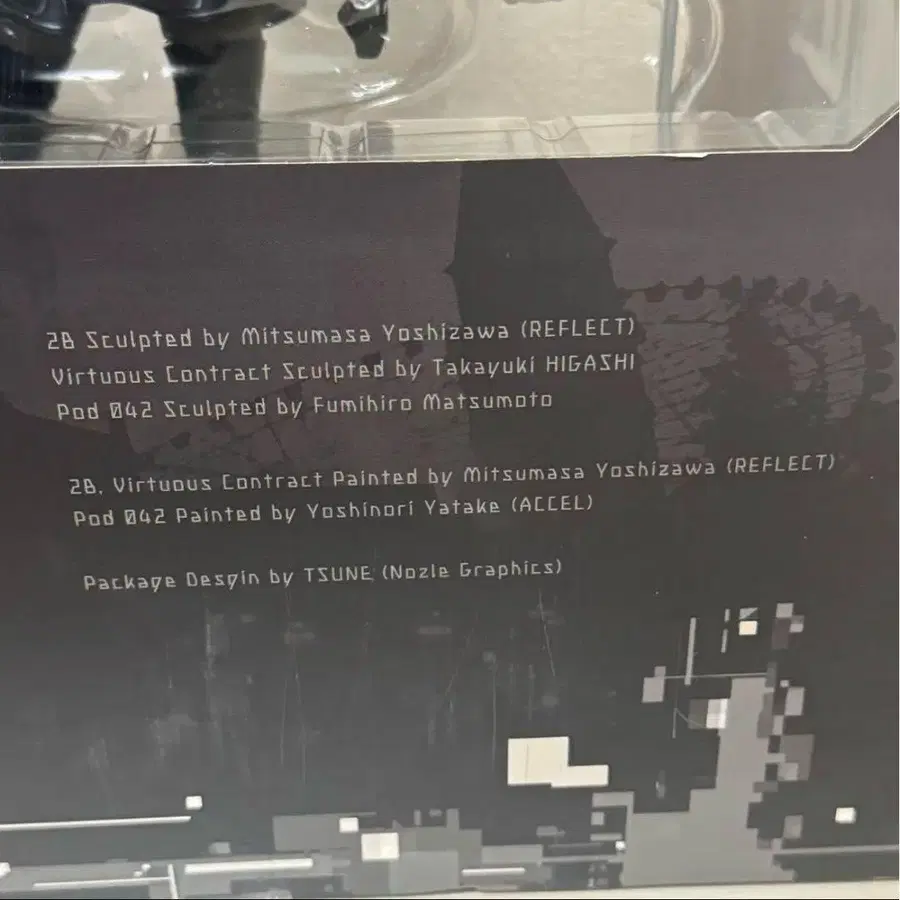 2B Sculpted by Mitsumasa Yoshizawa (REFLECT)
Virtuous Contract Sculpted by Takayuki HIGASHI
Pod 042 Sculpted by Fumihiro Matsumoto
2B, Virtuous Contract Painted by Mitsumasa Yoshizawa (REFLECT)
Pod 042 Painted by Yoshinori Yatake (ACCEL)
Package Desgin by TSUNE (Nozle Graphics)